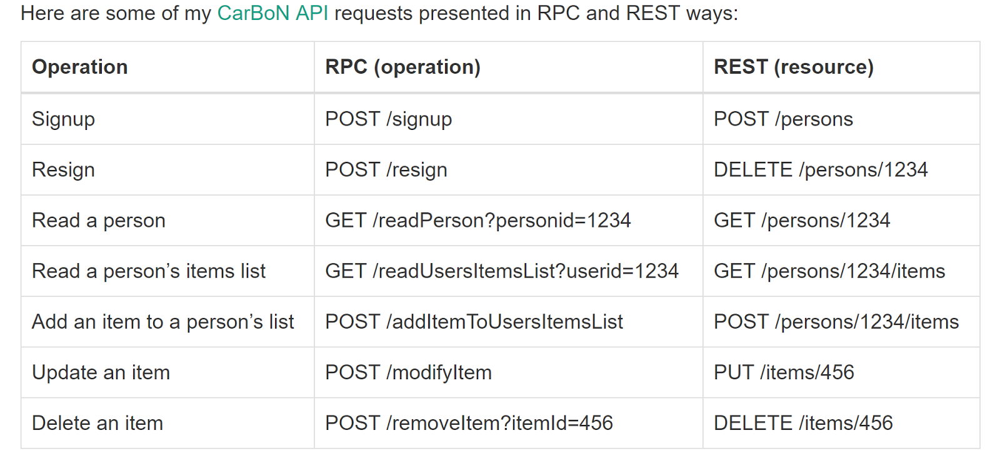 Here are some of my CarBoN API requests presented in RPC and REST ways:
Operation RPC (operation) REST (resource)
Signup POST /signup POST /persons
Resign POST /resign DELETE /persons/1234
Read a person GET /readPerson?personid=1234 GET /persons/1234
Read a person’s items list GET /readUsersItemsList?userid=1234 GET /persons/1234/items
Add an item to a person’s list POST /addItemToUsersItemsList POST /persons/1234/items
Update an item POST /modifyItem PUT /items/456
Delete an item POST /removeItem?itemId=456 DELETE /items/456